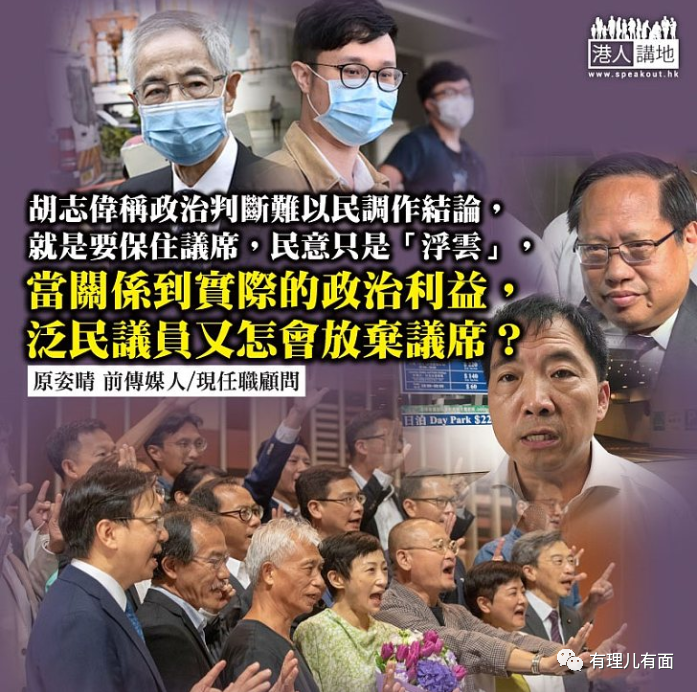 港人講地
www.speakout.hk
胡志偉稱政治判斷難以民調作結論，
就是要保住議席，民意只是「浮雲」，
當關係到實際的政治利益，
泛民議員又怎會放棄議席？
原姿晴 前傳媒人/現任職顧問
$ 140
$ 60
日泊 Day Park $22
有理儿有面